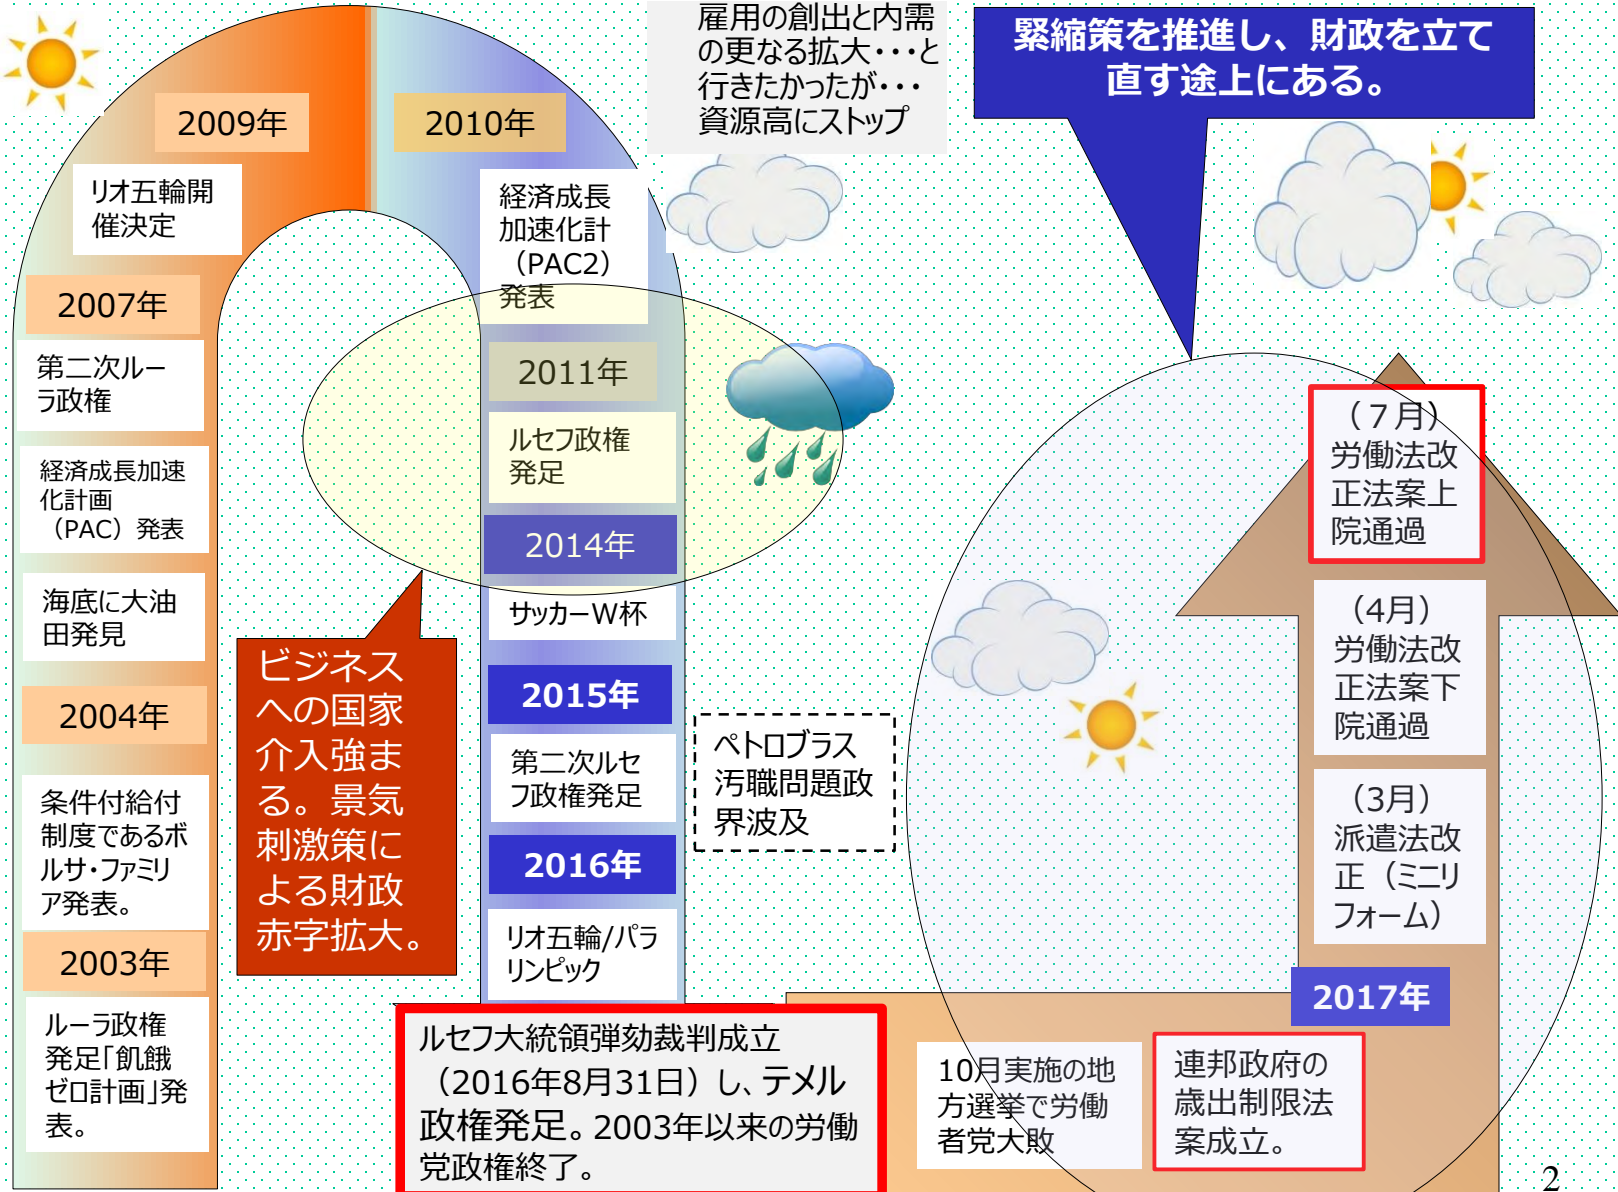 雇用の創出と内需
の更なる拡大・・・と
行きたかったが・・・
資源高にストップ
緊縮策を推進し、財政を立て
直す途上にある。
2009年
2010年
リオ五輪開
催決定
経済成長
加速化計
（PAC2）
発表
2007年
第二次ルー
ラ政権
経済成長加速
化計画
（PAC）発表
海底に大油
田発見
2004年
条件付給付
制度であるボ
ルサ・ファミリ
ア発表。
2003年
ルーラ政権
発足「飢餓
ゼロ計画」発
表。
2011年
ルセフ政権
発足
2014年
サッカーW杯
ビジネス
への国家
介入強ま
る。景気
刺激策に
よる財政
赤字拡大。
2015年
第二次ルセ
フ政権発足
ペトロブラス
汚職問題政
界波及
2016年
リオ五輪/パラ
リンピック
ルセフ大統領弾劾裁判成立
（2016年8月31日）し、テメル
政権発足。2003年以来の労働
党政権終了。
10月実施の地
方選挙で労働
者党大敗
連邦政府の
歳出制限法
案成立。
2017年
（3月）
派遣法改
正（ミニリ
フォーム）
（4月）
労働法改
正法案下
院通過
（７月）
労働法改
正法案上
院通過
2